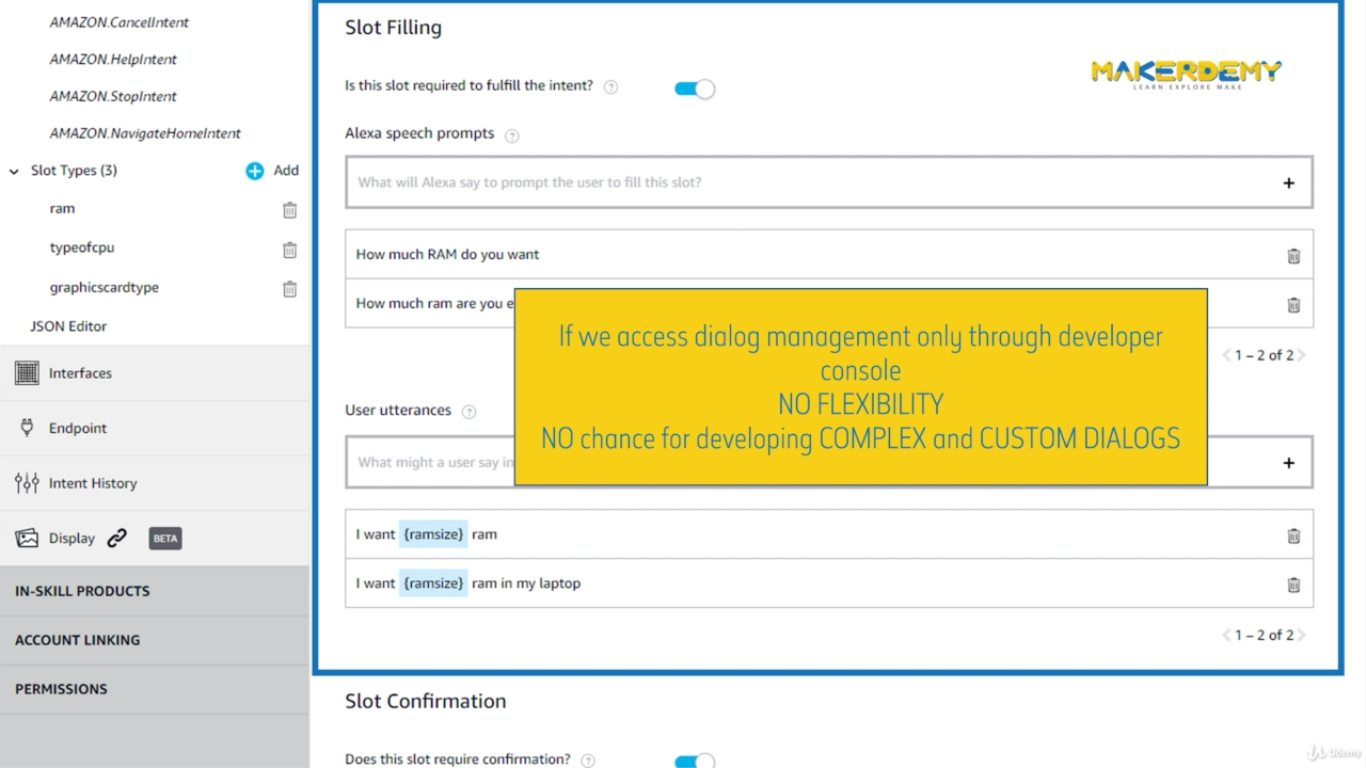 AMAZON.CancelIntent
AMAZON.HelpIntent
AMAZON.StopIntent
AMAZON.NavigateHomeIntent
Slot Types (3)
Add
ram
typeofcpu
graphicscardtype
JSON Editor
Interfaces
Endpoint
Intent History
Display
BETA
IN-SKILL PRODUCTS
ACCOUNT LINKING
PERMISSIONS
Slot Filling
MAKERDEMY
LEARN EXPLORE MAKE
Is this slot required to fulfill the intent? ?
Alexa speech prompts ?
What will Alexa say to prompt the user to fill this slot? +
How much RAM do you want
How much ram are you e
If we access dialog management only through developer
console
NO FLEXIBILITY
NO chance for developing COMPLEX and CUSTOM DIALOGS
1 – 2 of 2
User utterances ?
What might a user say in +
I want {ramsize} ram
I want {ramsize} ram in my laptop
1 – 2 of 2
Slot Confirmation
Does this slot require confirmation? ?
Udemy